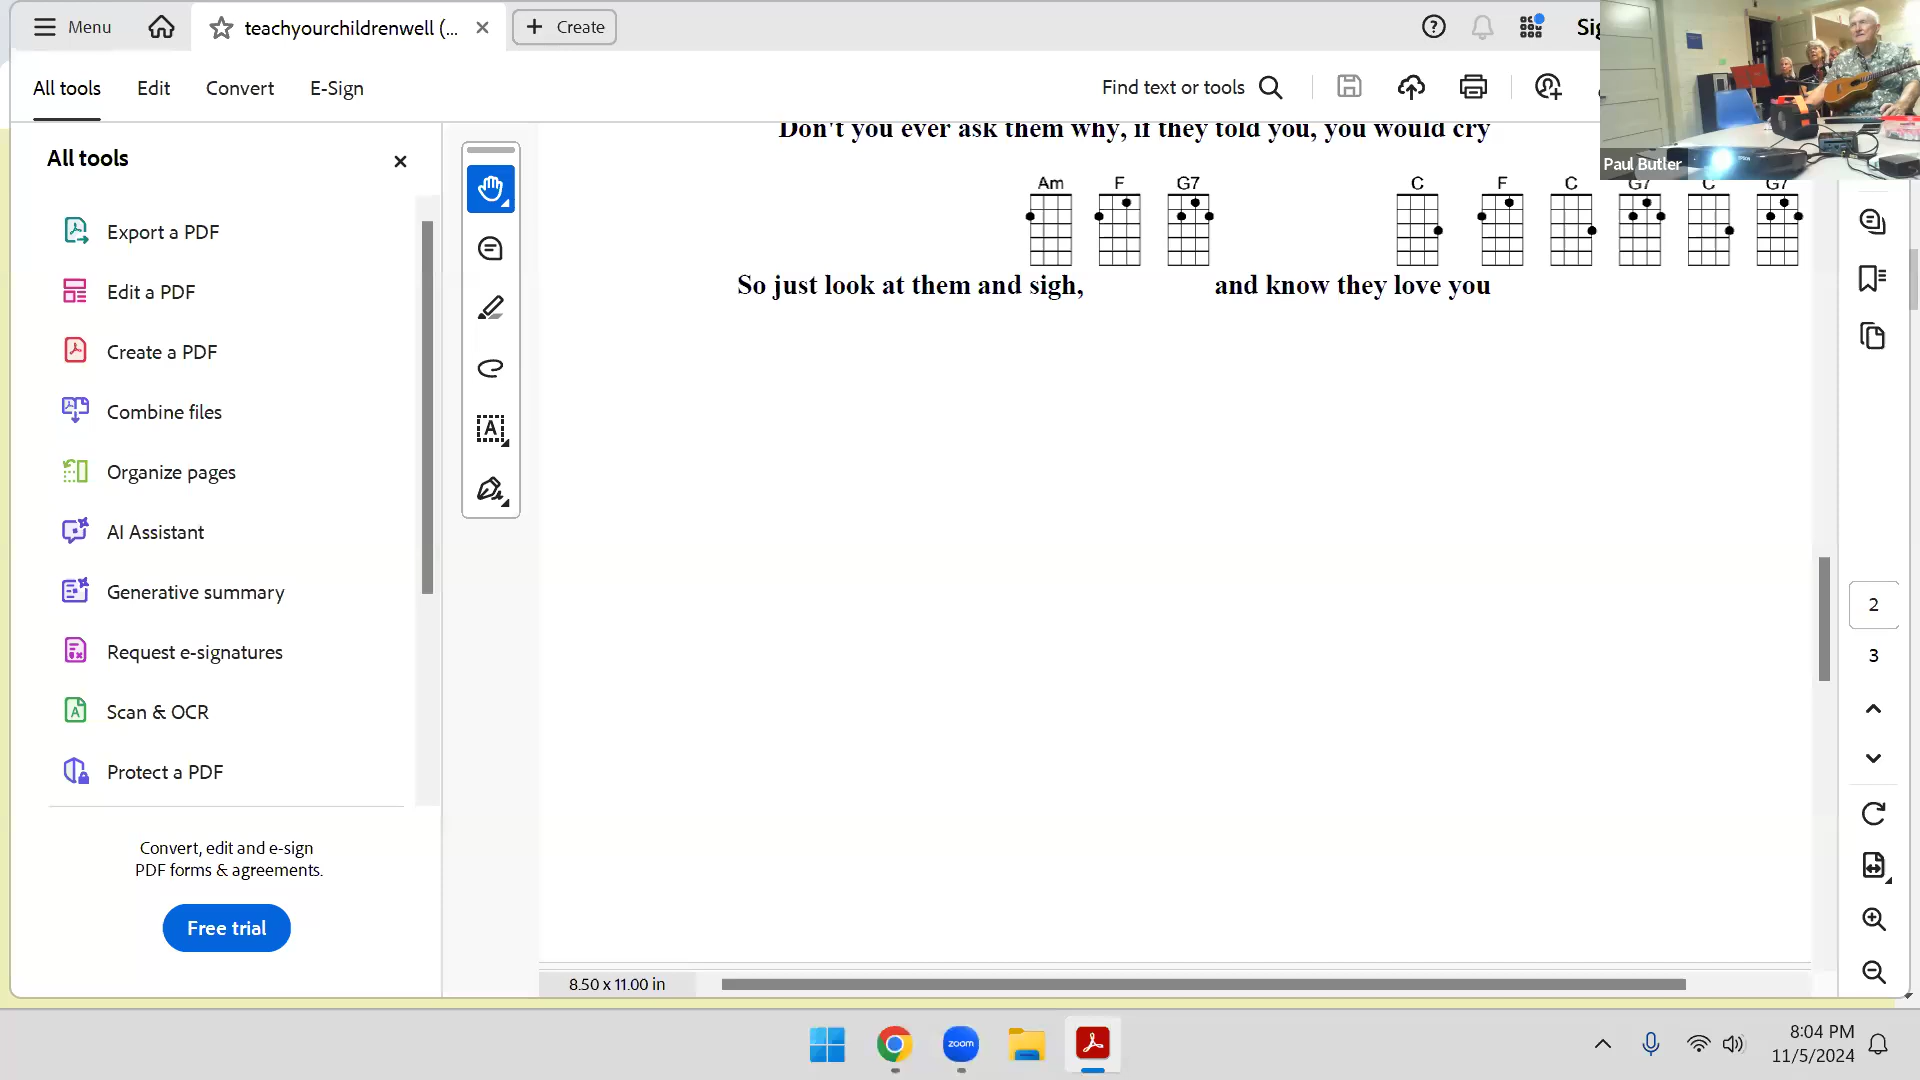 Menu
teachyourchildrenwell (...
Create
All tools
Edit
Convert
E-Sign
Find text or tools
Paul Butler
All tools
Export a PDF
Edit a PDF
Create a PDF
Combine files
Organize pages
AI Assistant
Generative summary
Request e-signatures
Scan & OCR
Protect a PDF
Convert, edit and e-sign
PDF forms & agreements.
Free trial
Don't you ever ask them why, if they told you, you would cry
Am F G7 C F C G7 C G7
So just look at them and sigh, and know they love you
2
3
8.50 x 11.00 in
zoom
8:04 PM
11/5/2024